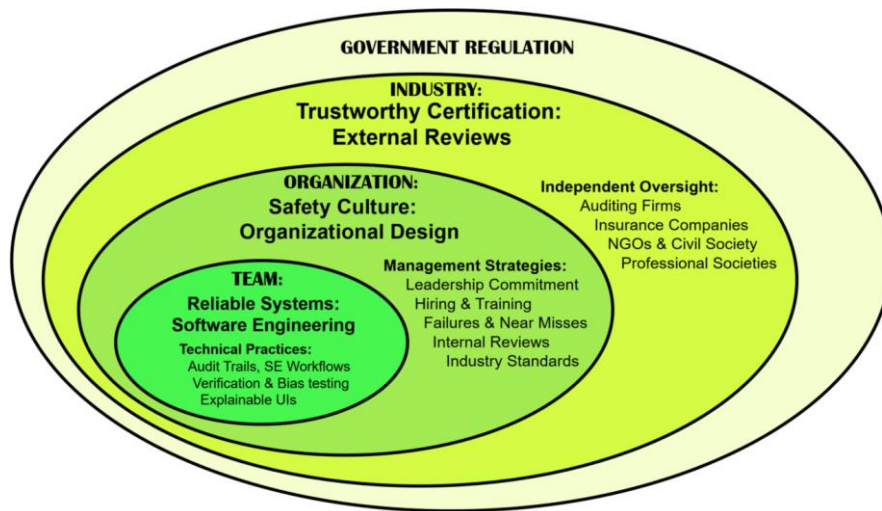 GOVERNMENT REGULATION
INDUSTRY:
Trustworthy Certification:
External Reviews
ORGANIZATION:
Safety Culture:
Organizational Design
TEAM:
Reliable Systems:
Software Engineering
Technical Practices:
Audit Trails, SE Workflows
Verification & Bias testing
Explainable UIs
Management Strategies:
Leadership Commitment
Hiring & Training
Failures & Near Misses
Internal Reviews
Industry Standards
Independent Oversight:
Auditing Firms
Insurance Companies
NGOs & Civil Society
Professional Societies